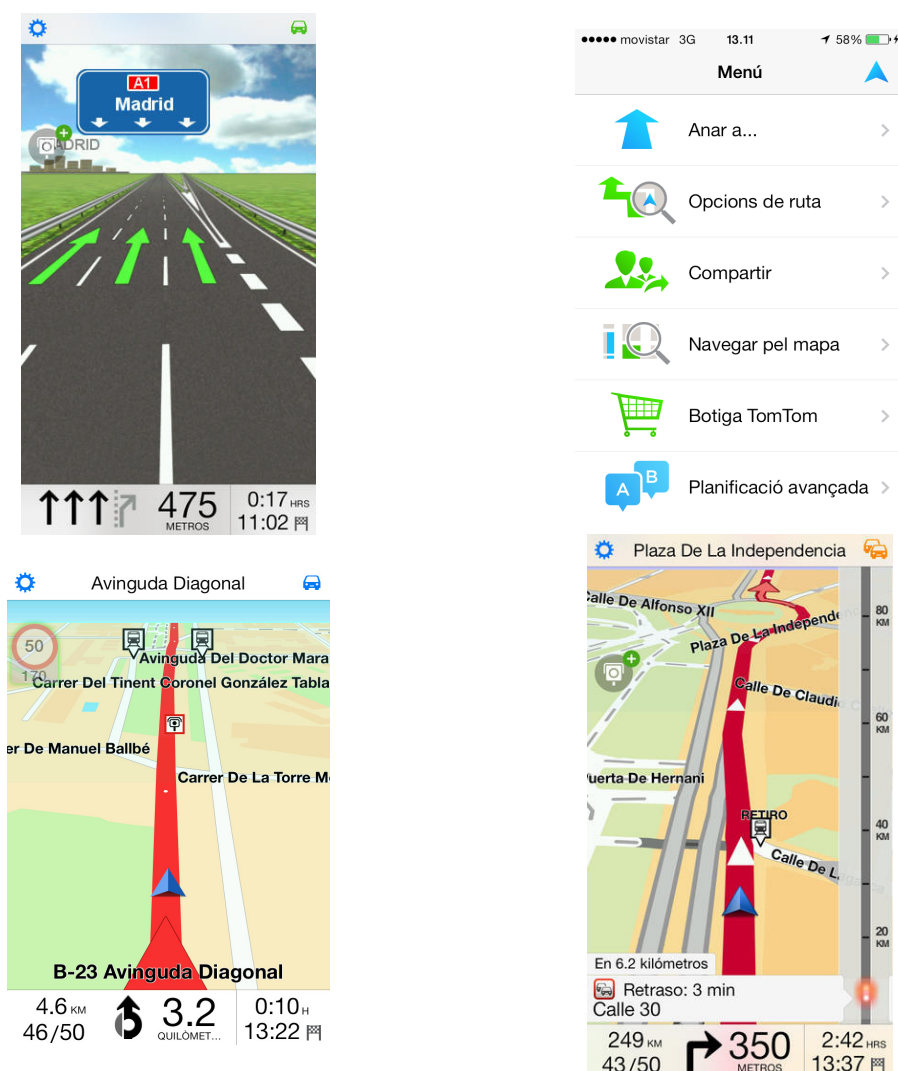 A1
Madrid
ADRID
475
METROS
0:17 HRS
11:02
movistar 3G 13.11 58%
Menú
Anar a...
Opcions de ruta
Compartir
Navegar pel mapa
Botiga TomTom
A B
Planificació avançada
Avinguda Diagonal
50
170
Avinguda Del Doctor Mara
Carrer Del Tinent Coronel González Tabla
er De Manuel Ballbé
Carrer De La Torre M
B-23 Avinguda Diagonal
4.6 KM
46/50
3.2
QUILÒMET...
0:10 H
13:22
Plaza De La Independencia
Calle De Alfonso XII
80
KM
Plaza De La Independen
Calle De Claudio
60
KM
uerta De Hernani
RETIRO
40
KM
Calle De Lagasca
20
KM
En 6.2 kilómetros
Retraso: 3 min
Calle 30
249 KM
43/50
350
METROS
2:42 HRS
13:37